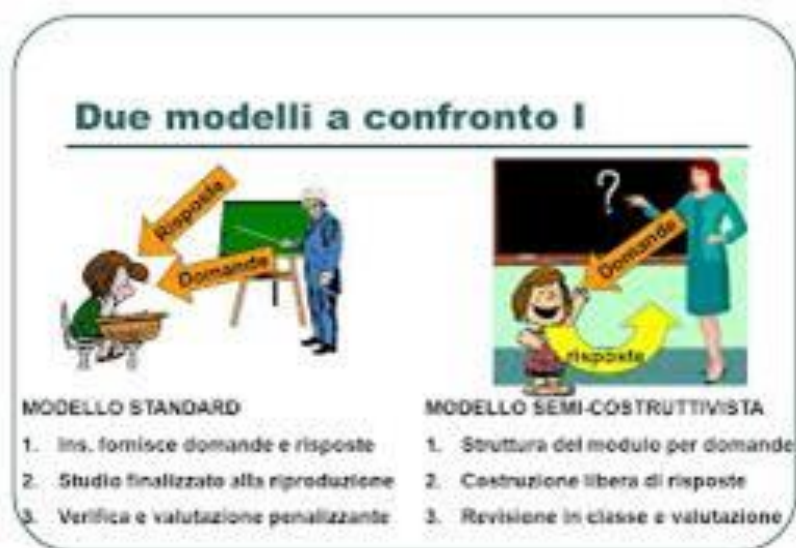 Due modelli a confronto I
Risposte
Domande
?
Domande
risposte
MODELLO STANDARD
1. Ins. fornisce domande e risposte
2. Studio finalizzato alla riproduzione
3. Verifica e valutazione penalizzante
MODELLO SEMI-COSTRUTTIVISTA
1. Struttura del modulo per domande
2. Costruzione libera di risposte
3. Revisione in classe e valutazione